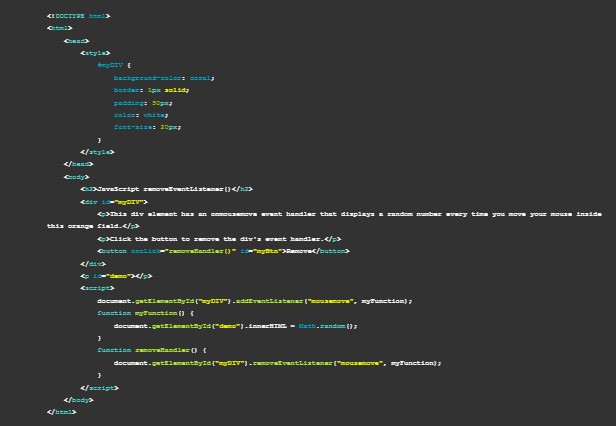 <!DOCTYPE html>
<html>
<head>
<style>
#myDIV {
background-color: coral;
border: 1px solid;
padding: 50px;
color: white;
font-size: 20px;
}
</style>
</head>
<body>
<h2>JavaScript removeEventListener()</h2>
<div id="myDIV">
<p>This div element has an onmousemove event handler that displays a random number every time you move your mouse inside
this orange field.</p>
<p>Click the button to remove the div's event handler.</p>
<button onclick="removeHandler()" id="myBtn">Remove</button>
</div>
<p id="demo"></p>
<script>
document.getElementById("myDIV").addEventListener("mousemove", myFunction);
function myFunction() {
document.getElementById("demo").innerHTML = Math.random();
}
function removeHandler() {
document.getElementById("myDIV").removeEventListener("mousemove", myFunction);
}
</script>
</body>
</html>